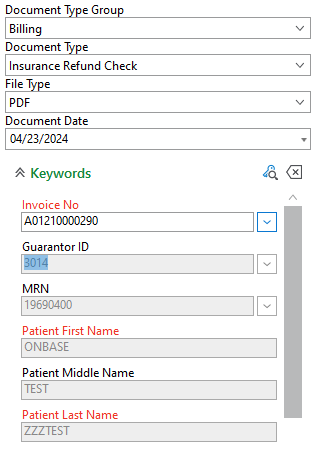 Document Type Group
Billing
Document Type
Insurance Refund Check
File Type
PDF
Document Date
04/23/2024
Keywords
Invoice No
A01210000290
Guarantor ID
3014
MRN
19690400
Patient First Name
ONBASE
Patient Middle Name
TEST
Patient Last Name
ZZZTEST